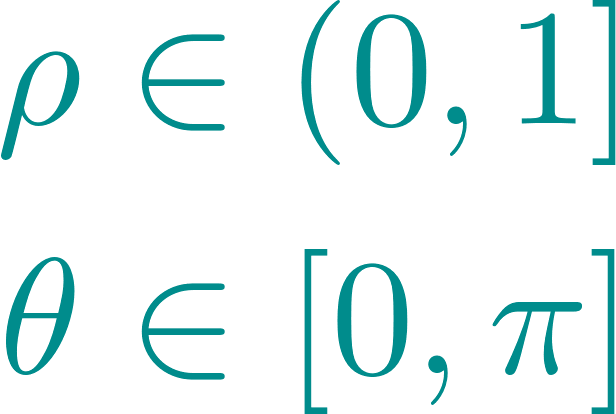 ρ ∈ (0, 1]
θ ∈ [0, π]